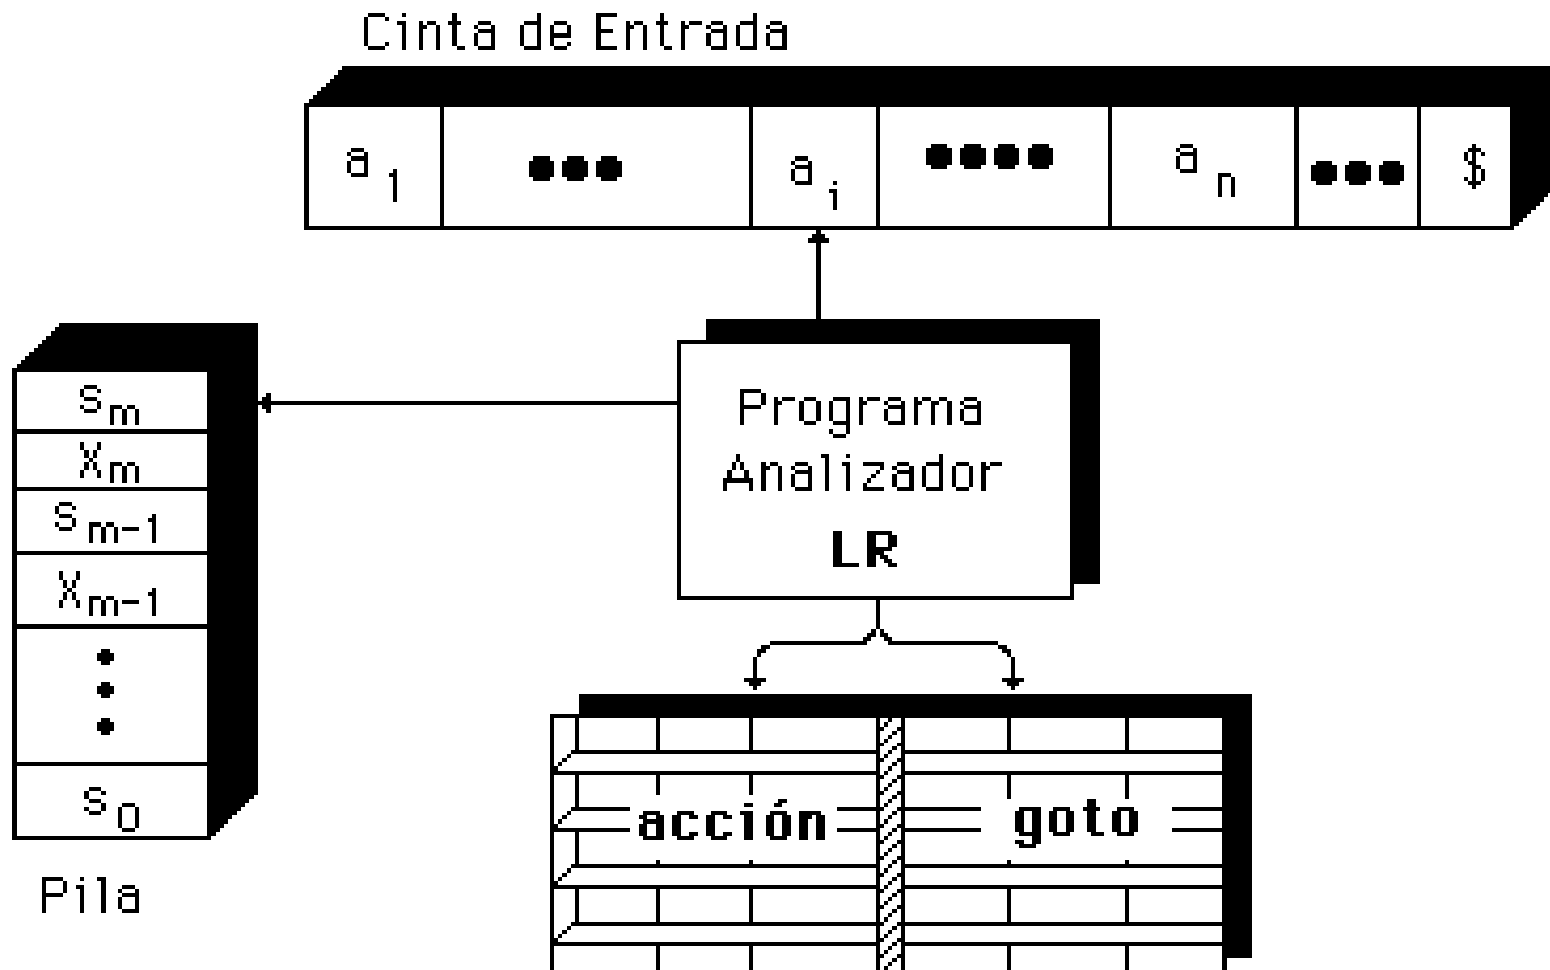 Cinta de Entrada
a1 ●●● ai ●●●● an ●●● $
sm
Xm
sm-1
Xm-1
s0
Pila
Programa
Analizador
LR
acción goto